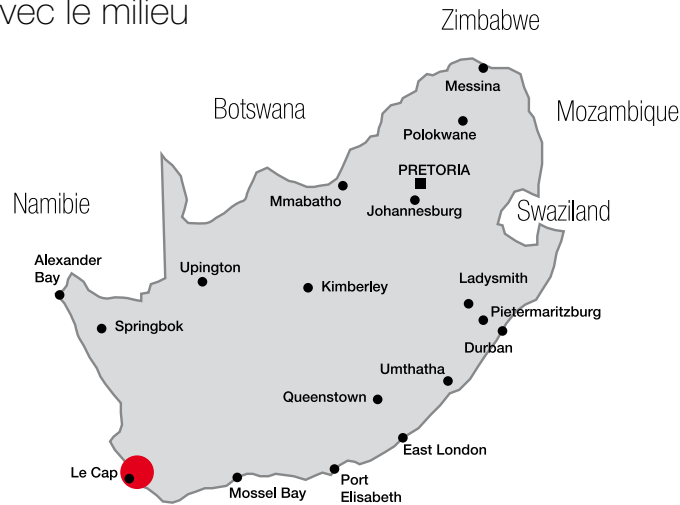 vec le milieu
Zimbabwe
Messina
Botswana
Mozambique
Polokwane
PRETORIA
Mmabatho
Johannesburg
Namibie
Swaziland
Alexander
Bay
Upington
Kimberley
Ladysmith
Springbok
Pietermaritzburg
Durban
Umthatha
Queenstown
East London
Le Cap
Mossel Bay
Port
Elisabeth